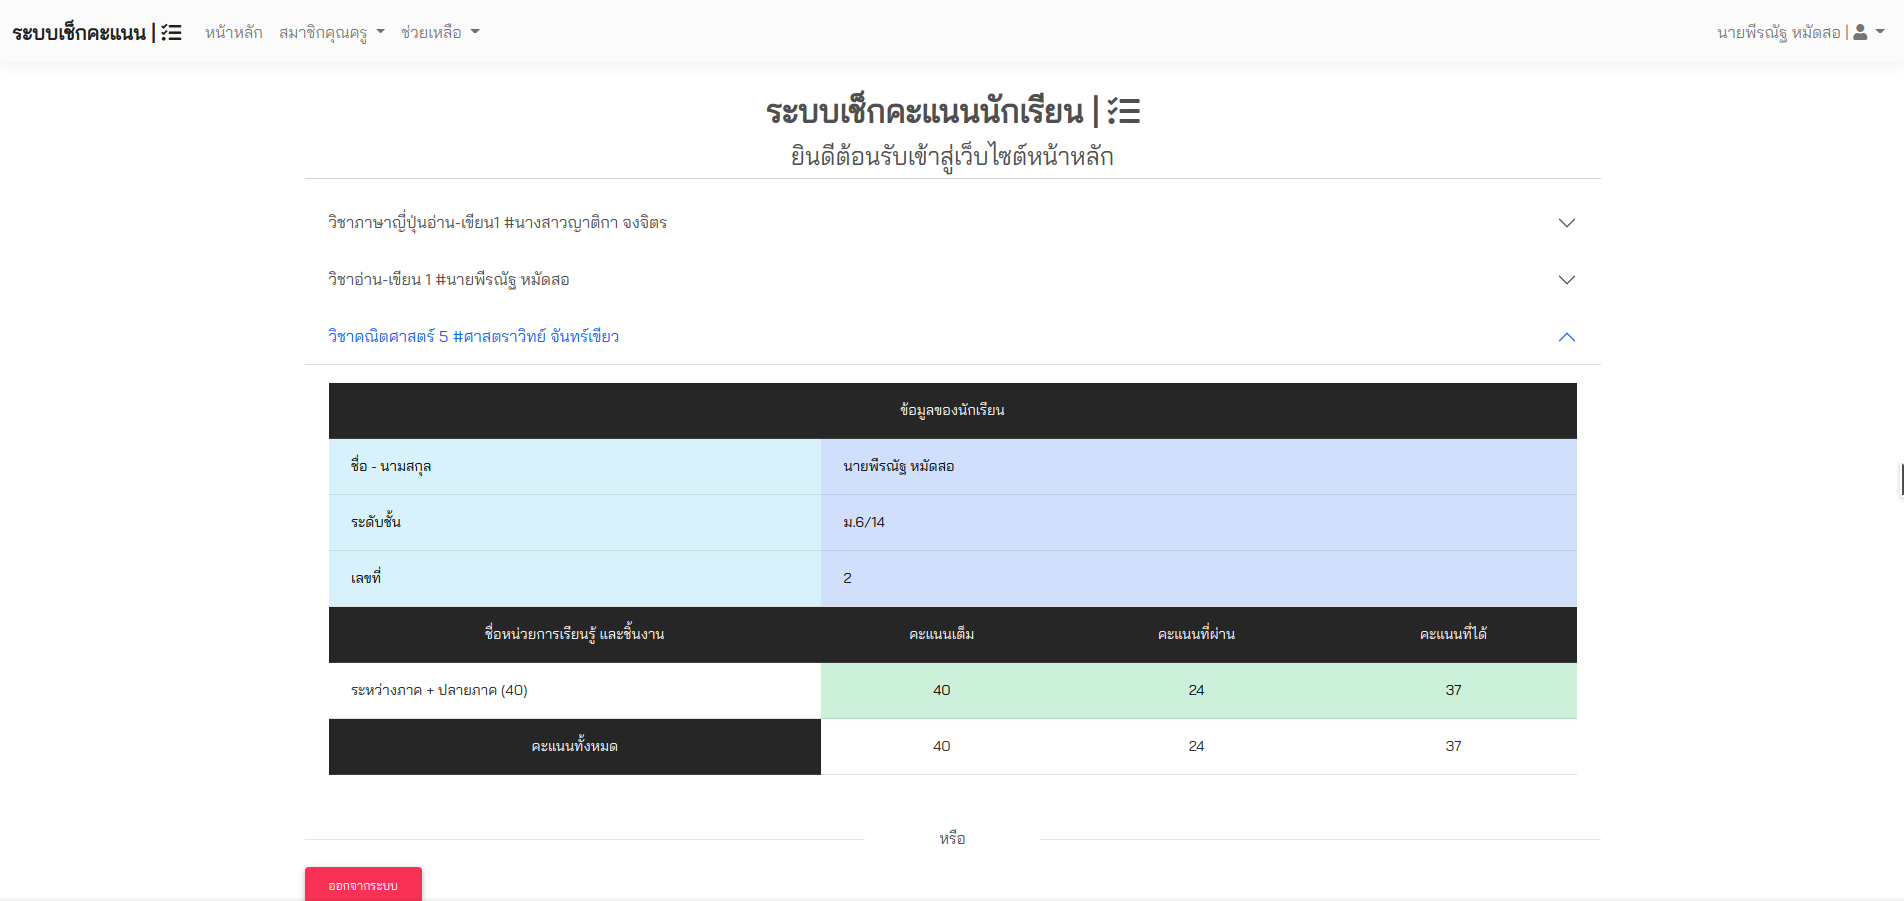 ระบบเช็กคะแนน | หน้าหลัก สมาชิกคุณครู ช่วยเหลือ นายพีรณัฐ หมัดสอ |
ระบบเช็กคะแนนนักเรียน |
ยินดีต้อนรับเข้าสู่เว็บไซต์หน้าหลัก
วิชาภาษาญี่ปุ่นอ่าน-เขียน1 #นางสาวญาติกา จงจิตร
วิชาอ่าน-เขียน 1 #นายพีรณัฐ หมัดสอ
วิชาคณิตศาสตร์ 5 #ศาสตราวิทย์ จันทร์เขียว
ข้อมูลของนักเรียน
ชื่อ - นามสกุล นายพีรณัฐ หมัดสอ
ระดับชั้น ม.6/14
เลขที่ 2
ชื่อหน่วยการเรียนรู้ และชิ้นงาน คะแนนเต็ม คะแนนที่ผ่าน คะแนนที่ได้
ระหว่างภาค + ปลายภาค (40) 40 24 37
คะแนนทั้งหมด 40 24 37
หรือ
ออกจากระบบ